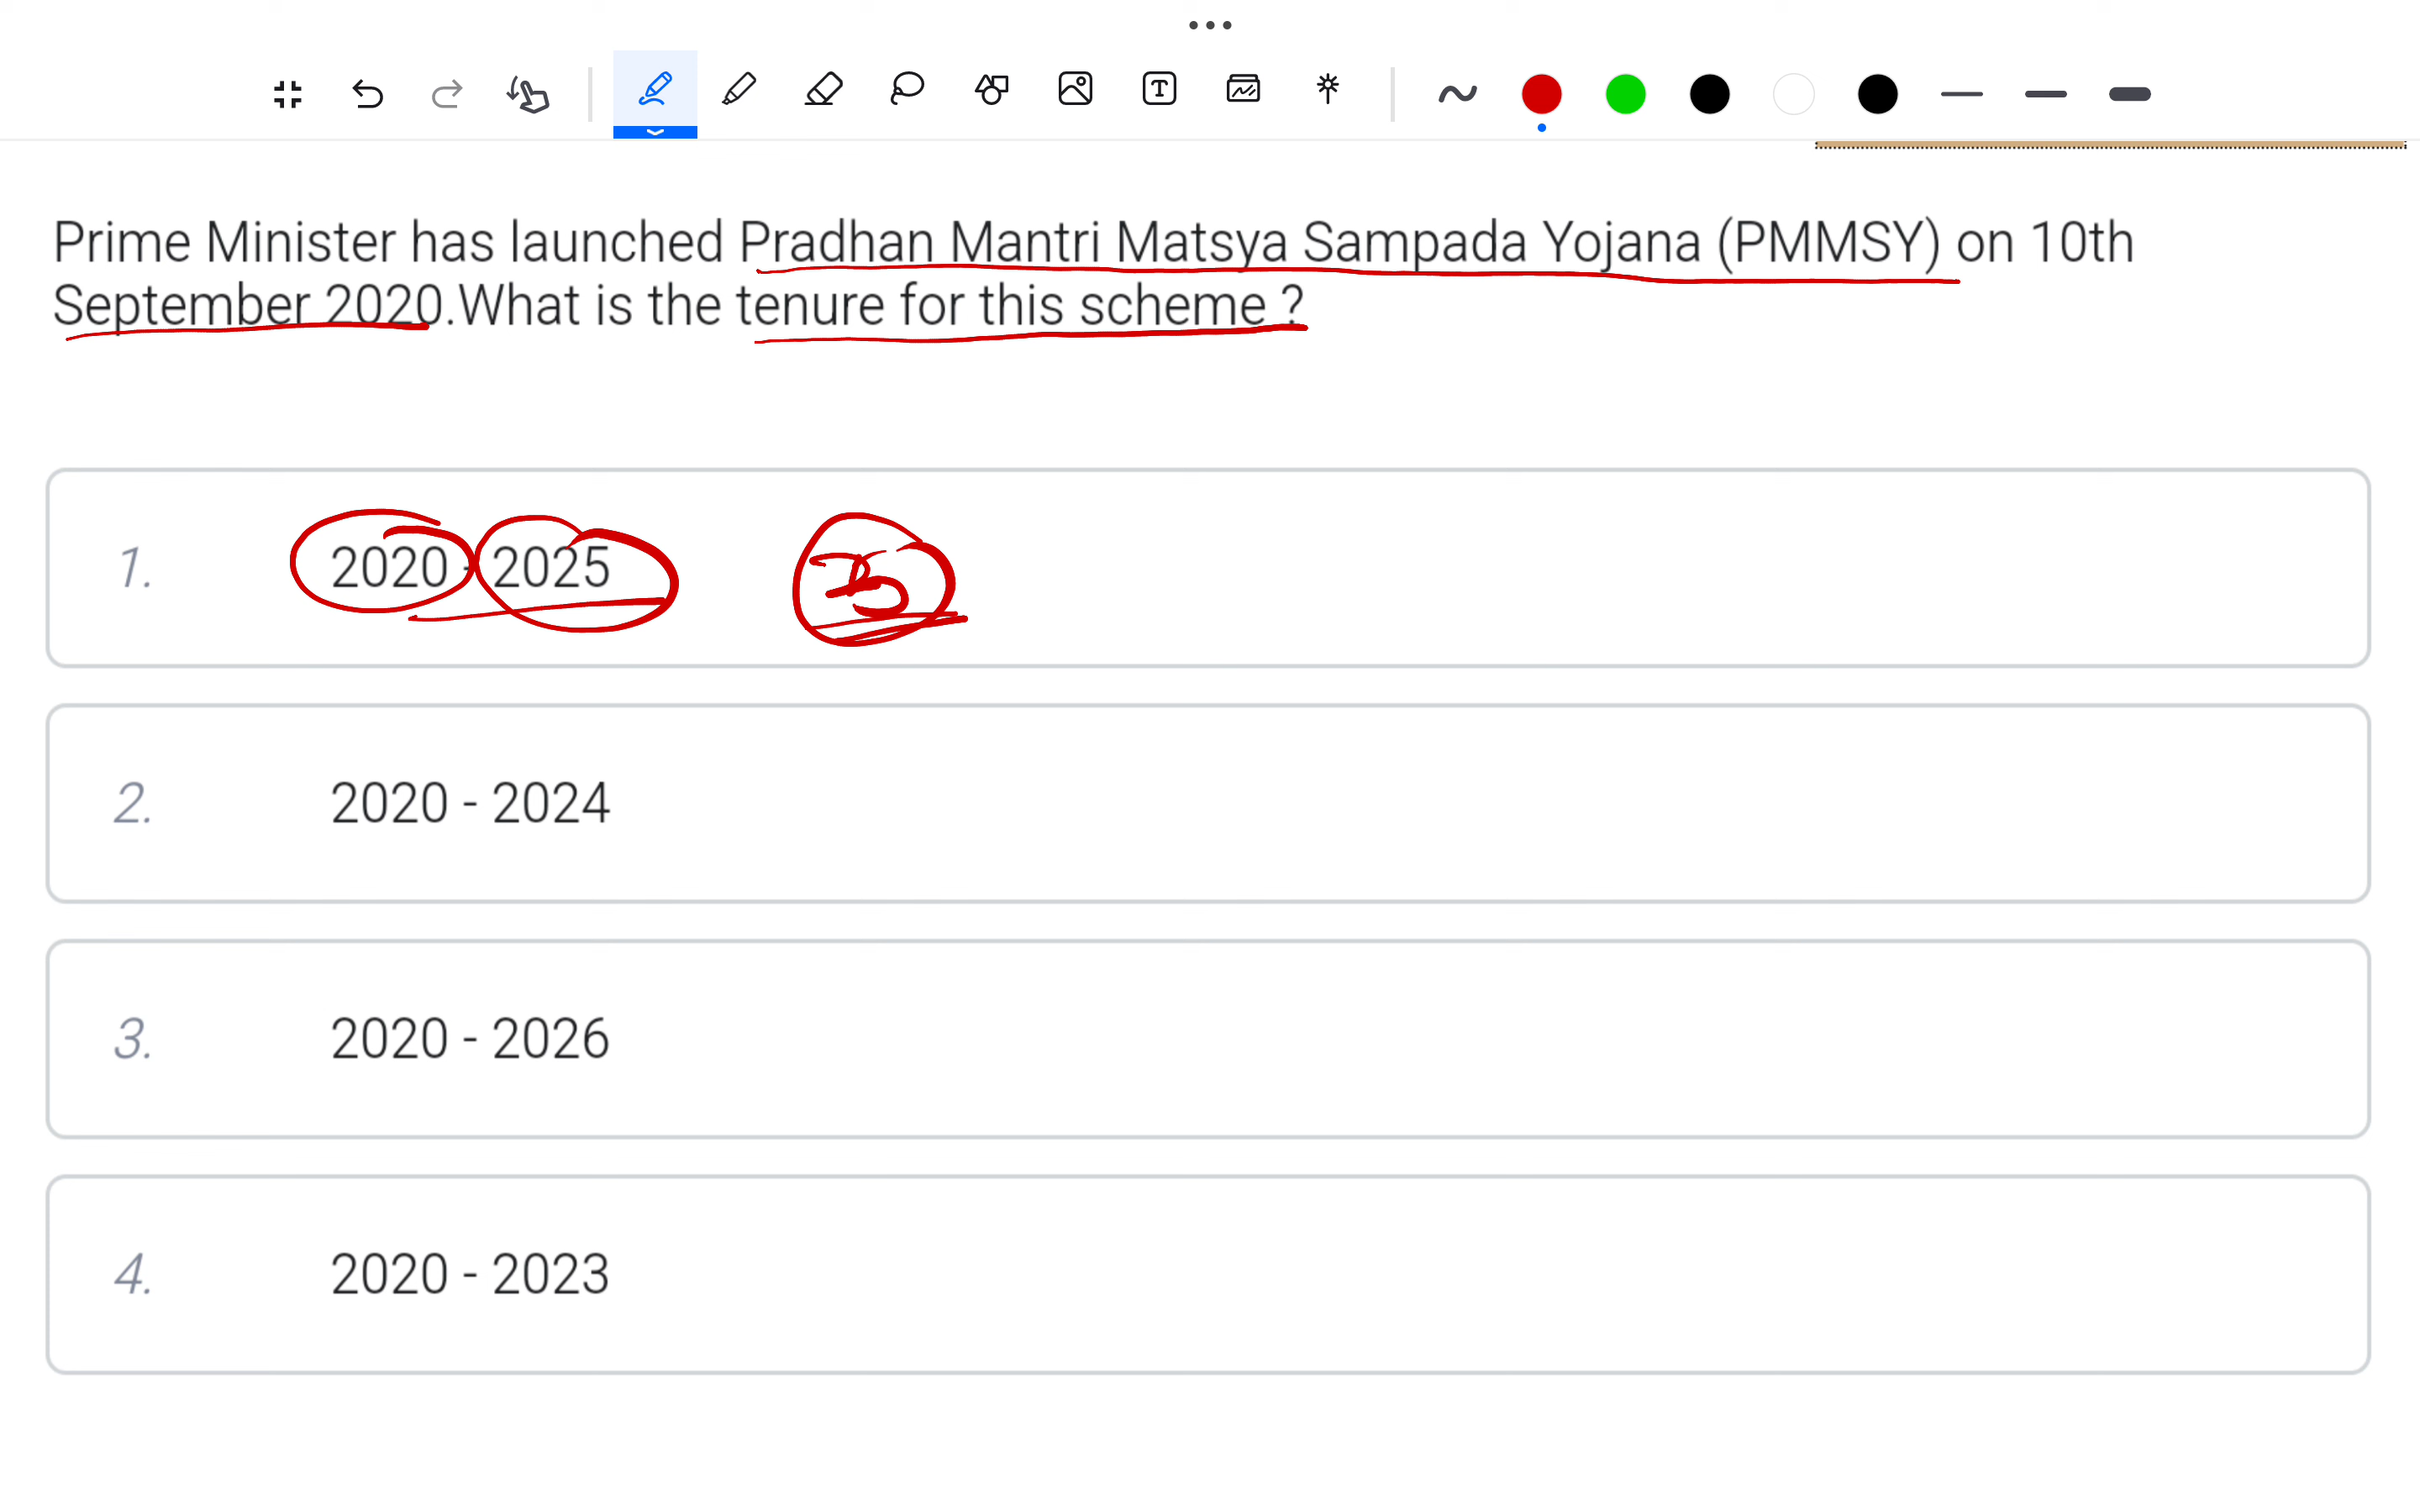 Prime Minister has launched Pradhan Mantri Matsya Sampada Yojana (PMMSY) on 10th
September 2020.What is the tenure for this scheme ?
1. 2020 - 2025
2. 2020 - 2024
3. 2020 - 2026
4. 2020 - 2023